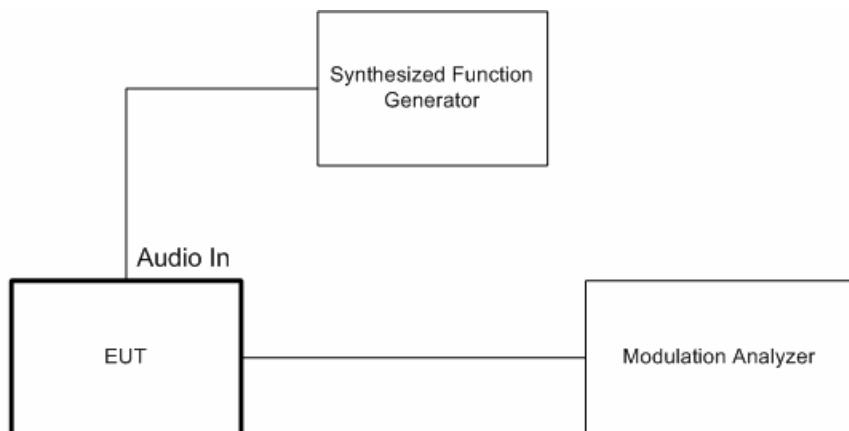 Synthesized Function
Generator
Audio In
EUT
Modulation Analyzer